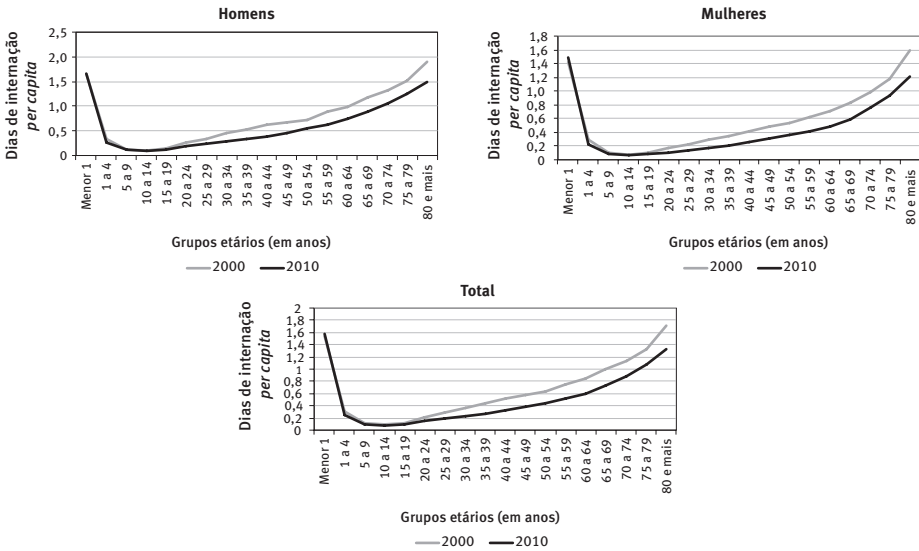 Homens
Dias de internação
per capita
2,5
2,0
1,5
1,0
0,5
0
Menor 1
1 a 4
5 a 9
10 a 14
15 a 19
20 a 24
25 a 29
30 a 34
35 a 39
40 a 44
45 a 49
50 a 54
55 a 59
60 a 64
65 a 69
70 a 74
75 a 79
80 e mais
Grupos etários (em anos)
2000 2010
Mulheres
Dias de internação
per capita
1,8
1,6
1,4
1,2
1,0
0,8
0,6
0,4
0,2
0
Menor 1
1 a 4
5 a 9
10 a 14
15 a 19
20 a 24
25 a 29
30 a 34
35 a 39
40 a 44
45 a 49
50 a 54
55 a 59
60 a 64
65 a 69
70 a 74
75 a 79
80 e mais
Grupos etários (em anos)
2000 2010
Total
Dias de internação
per capita
2
1,8
1,6
1,4
1,2
1
0,8
0,6
0,4
0,2
0
Menor 1
1 a 4
5 a 9
10 a 14
15 a 19
20 a 24
25 a 29
30 a 34
35 a 39
40 a 44
45 a 49
50 a 54
55 a 59
60 a 64
65 a 69
70 a 74
75 a 79
80 e mais
Grupos etários (em anos)
2000 2010